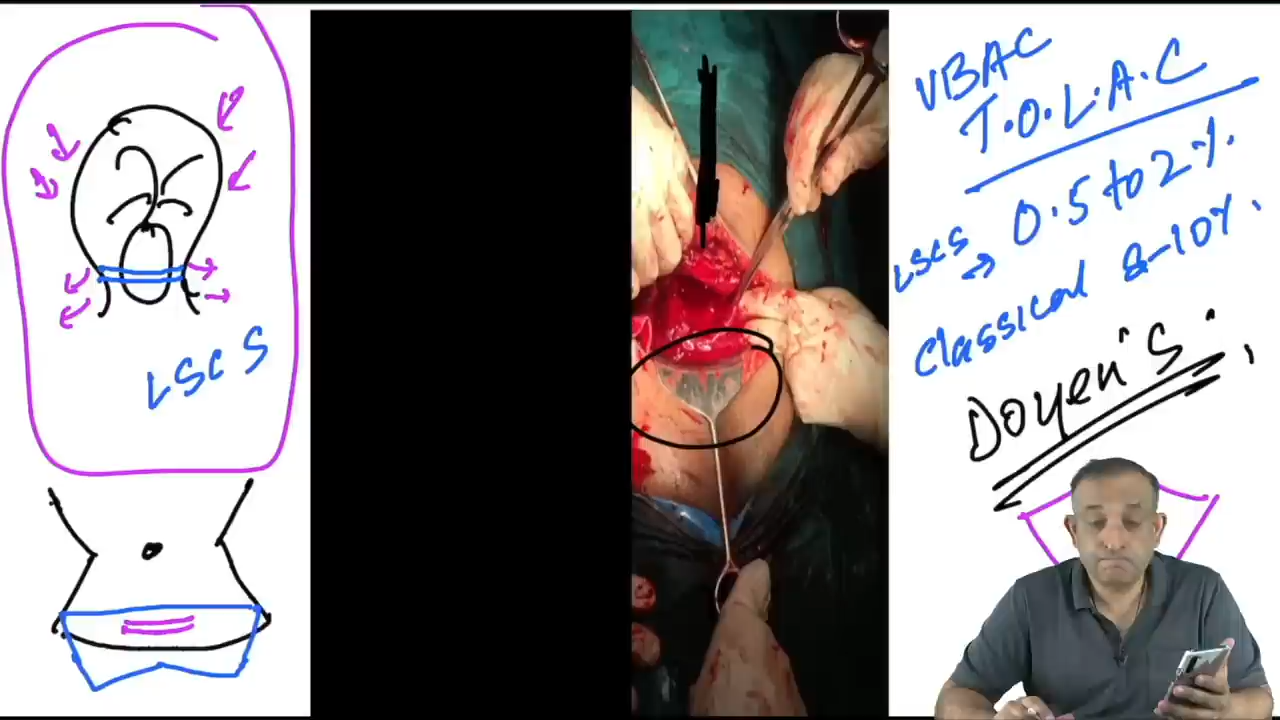 LSCS
VBAC
T.O.L.A.C
LSCS → 0.5 to 2%.
Classical 8-10%.
Doyen's.